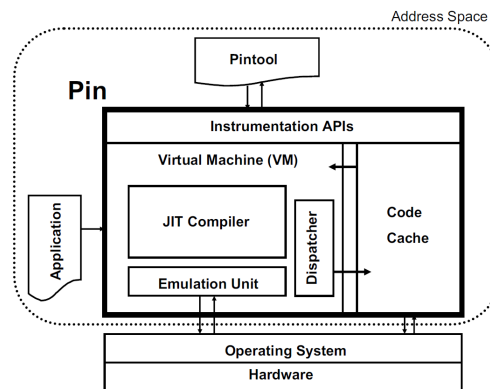 Address Space
Pintool
Pin
Instrumentation APIs
Virtual Machine (VM)
JIT Compiler
Emulation Unit
Dispatcher
Code
Cache
Application
Operating System
Hardware